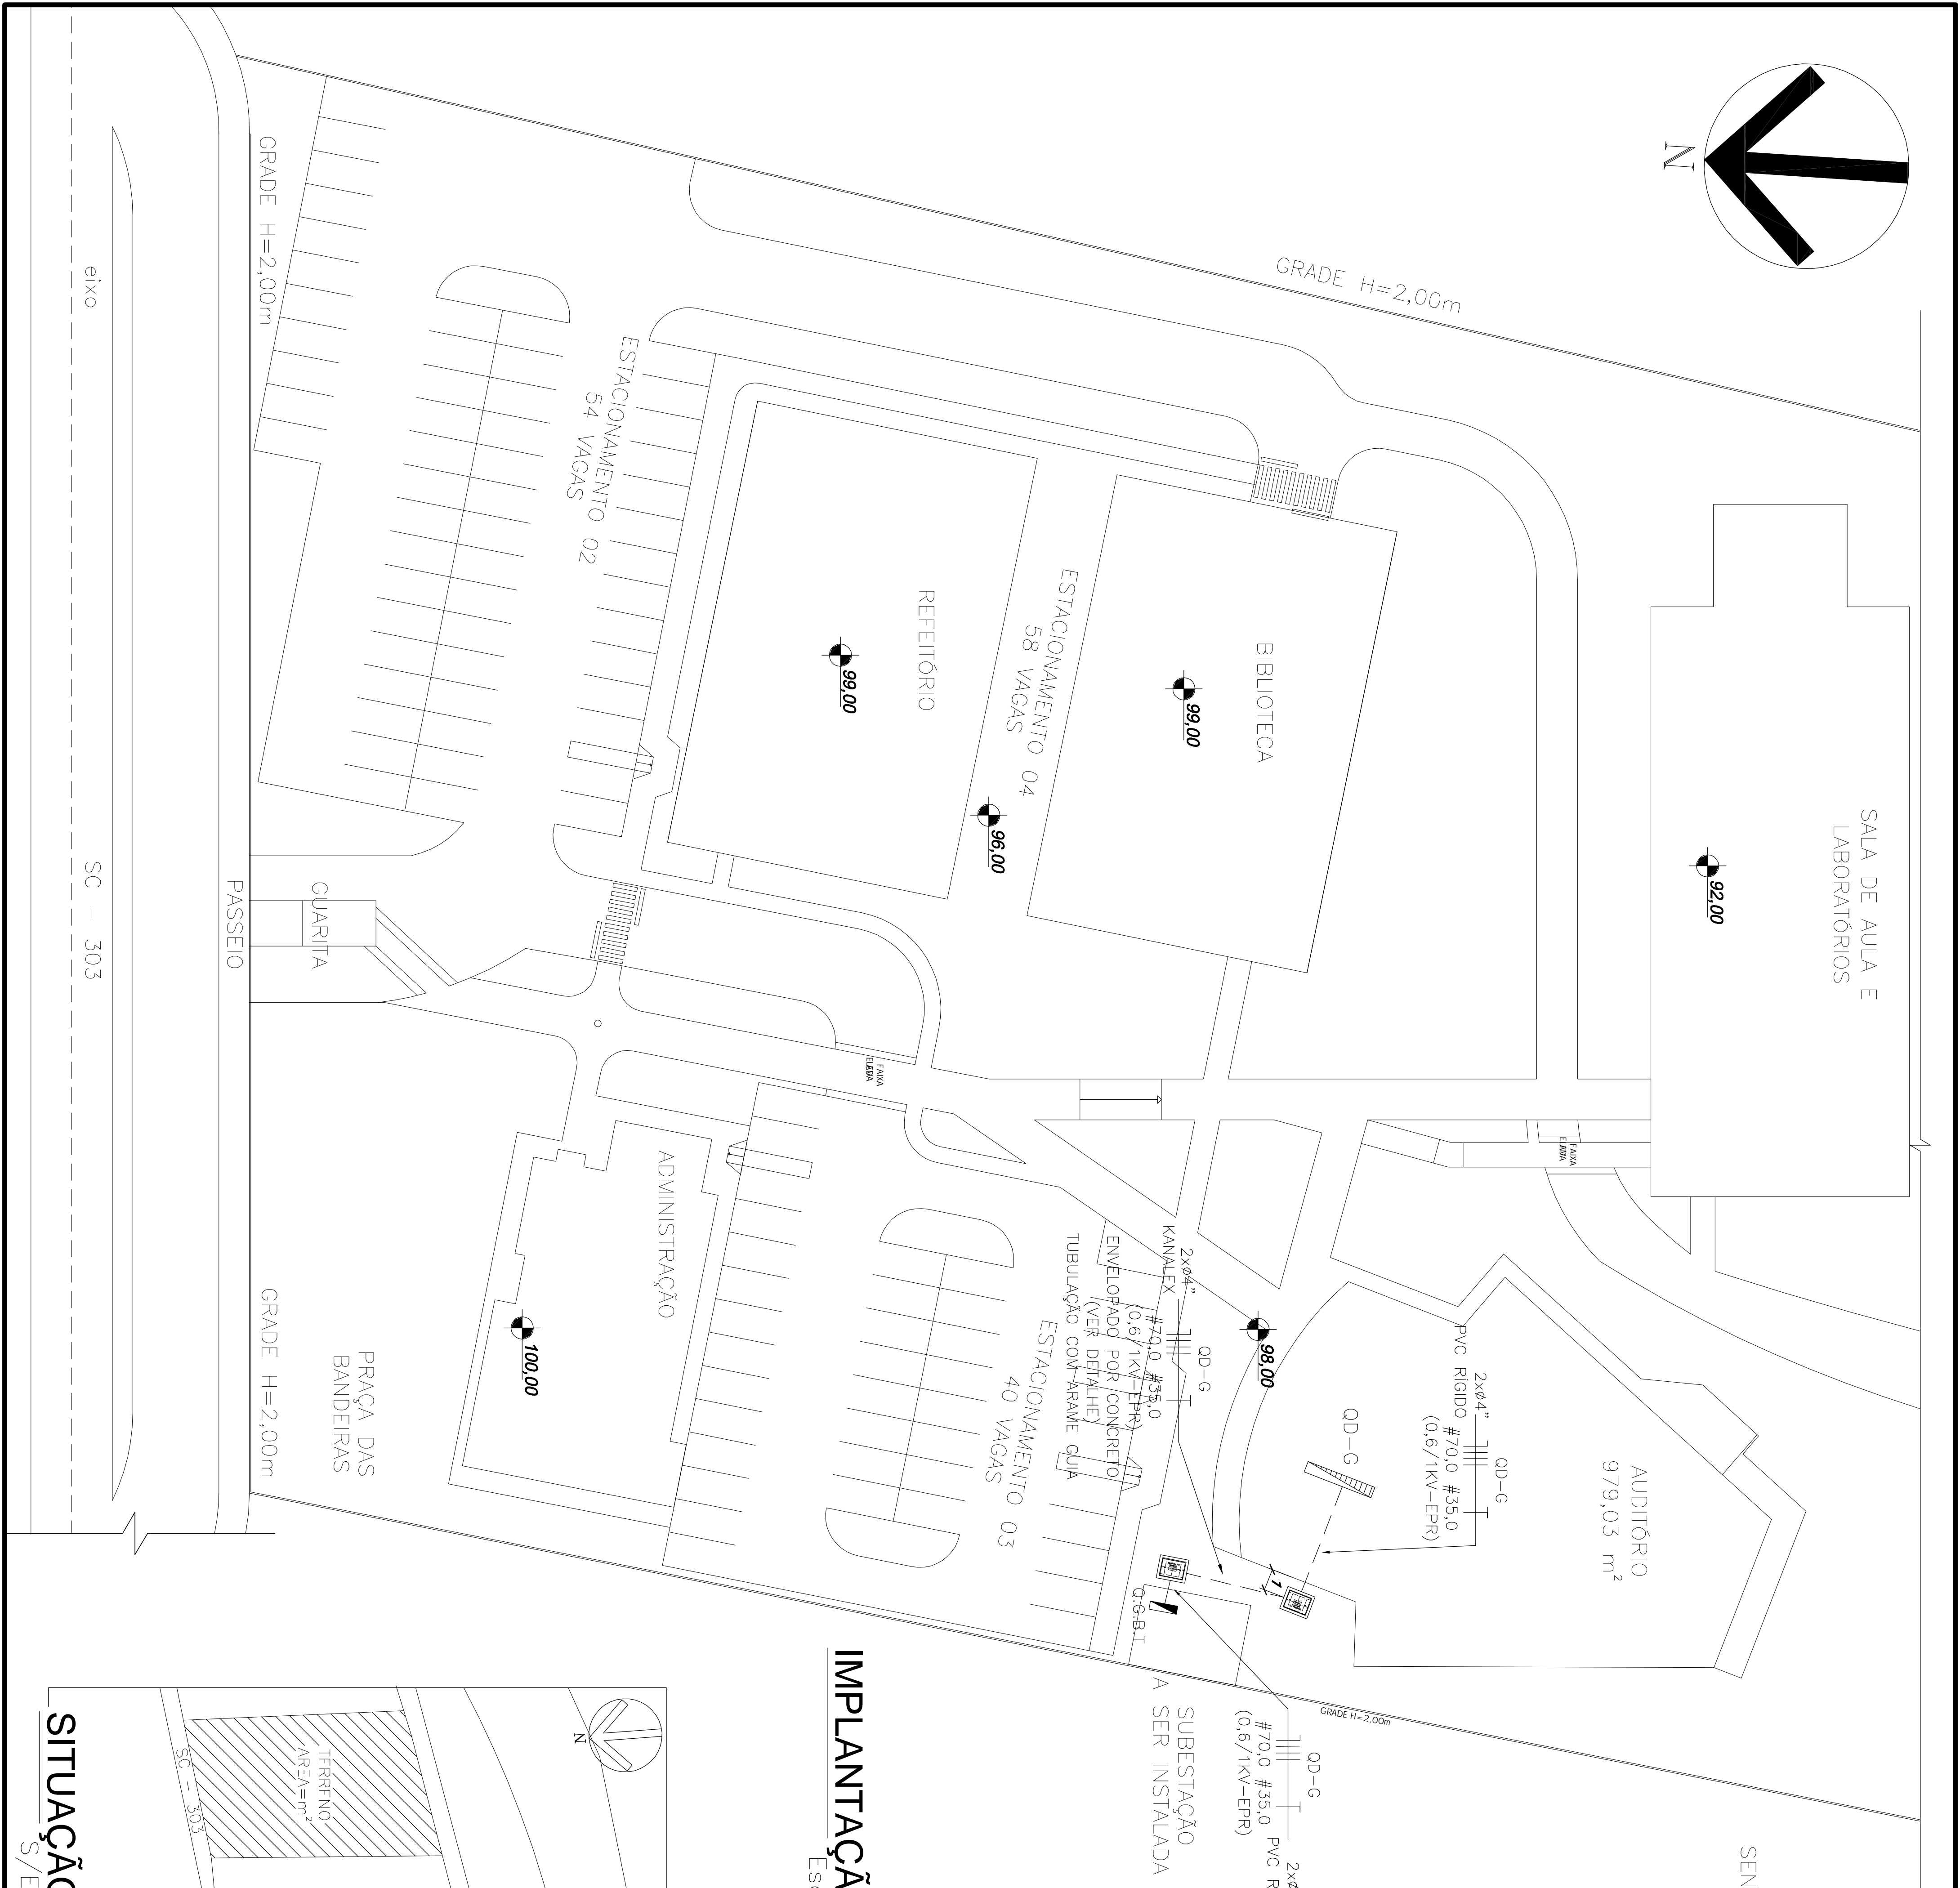 N
GRADE H=2,00m
GRADE H=2,00m
SALA DE AULA E
LABORATÓRIOS
92,00
BIBLIOTECA
99,00
ESTACIONAMENTO 04
58 VAGAS
96,00
REFEITÓRIO
99,00
ESTACIONAMENTO 02
54 VAGAS
eixo
SC - 303
PASSEIO
GUARITA
FAIXA
FAIXA
ADMINISTRAÇÃO
100,00
PRAÇA DAS
BANDEIRAS
GRADE H=2,00m
ESTACIONAMENTO 03
40 VAGAS
98,00
2xø4"
KANALEX
QD-G
#70,0 #35,0
(0,6/1KV-EPR)
ENVELOPADO POR CONCRETO
(VER DETALHE)
TUBULAÇÃO COM ARAME GUIA
QD-G
2xø4"
PVC RÍGIDO
QD-G
#70,0 #35,0
(0,6/1KV-EPR)
AUDITÓRIO
979,03 m²
1
Q.G.B.T
SUBESTAÇÃO
A SER INSTALADA
GRADE H=2,00m
QD-G
#70,0 #35,0
(0,6/1KV-EPR)
PVC R
2xø
SEN
IMPLANTAÇÃ
Esc
N
TERRENO
AREA=m²
SC - 303
SITUAÇÃO
S/E